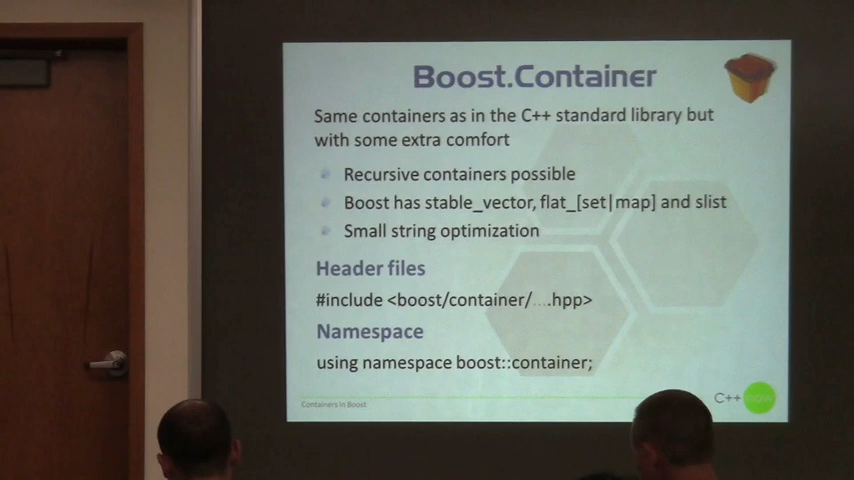 Boost.Container
Same containers as in the C++ standard library but
with some extra comfort
Recursive containers possible
Boost has stable_vector, flat_[set|map] and slist
Small string optimization
Header files
#include <boost/container/....hpp>
Namespace
using namespace boost::container;
Containers in Boost
C++ now